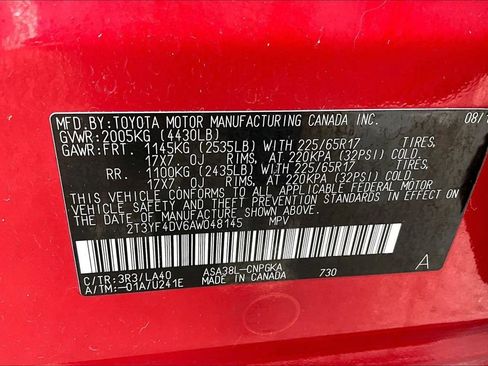 MFD.BY: TOYOTA MOTOR MANUFACTURING CANADA INC. 08/1
GVWR:2005KG (4430LB)
GAWR:FRT 1145KG (2535LB) WITH 225/65R17 TIRES,
17X7.0J RIMS, AT 220KPA (32PSI) COLD.
RR. 1100KG (2435LB) WITH 225/65R17 TIRES,
17X7.0J RIMS, AT 220KPA (32PSI) COLD.
THIS VEHICLE CONFORMS TO ALL APPLICABLE FEDERAL MOTOR
VEHICLE SAFETY AND THEFT PREVENTION STANDARDS IN EFFECT ON
THE DATE OF MANUFACTURE SHOWN ABOVE.
2T3YF4DV6AW048145 MPV
C/TR: 3R3/LA40 ASA38L-CNPGKA 730 A
A/TM:-01A/U241E MADE IN CANADA